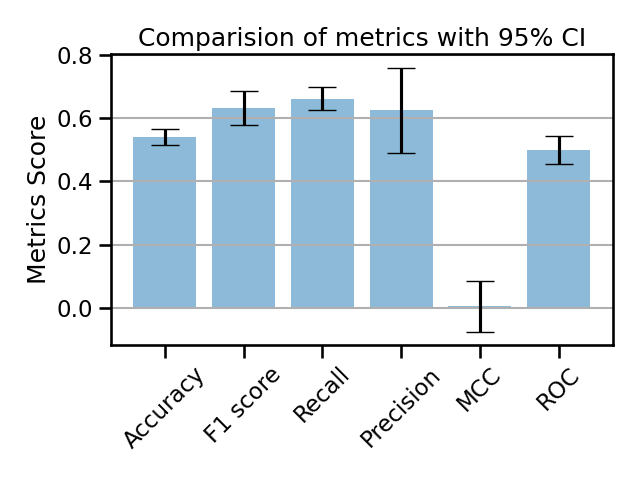 Comparision of metrics with 95% CI
Metrics Score
0.8
0.6
0.4
0.2
0.0
Accuracy
F1 score
Recall
Precision
MCC
ROC